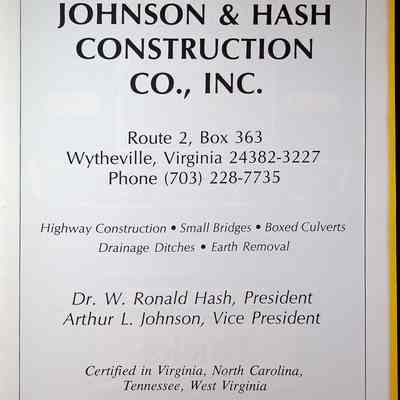 JOHNSON & HASH
CONSTRUCTION
CO., INC.
Route 2, Box 363
Wytheville, Virginia 24382-3227
Phone (703) 228-7735
Highway Construction • Small Bridges • Boxed Culverts
Drainage Ditches • Earth Removal
Dr. W. Ronald Hash, President
Arthur L. Johnson, Vice President
Certified in Virginia, North Carolina,
Tennessee, West Virginia